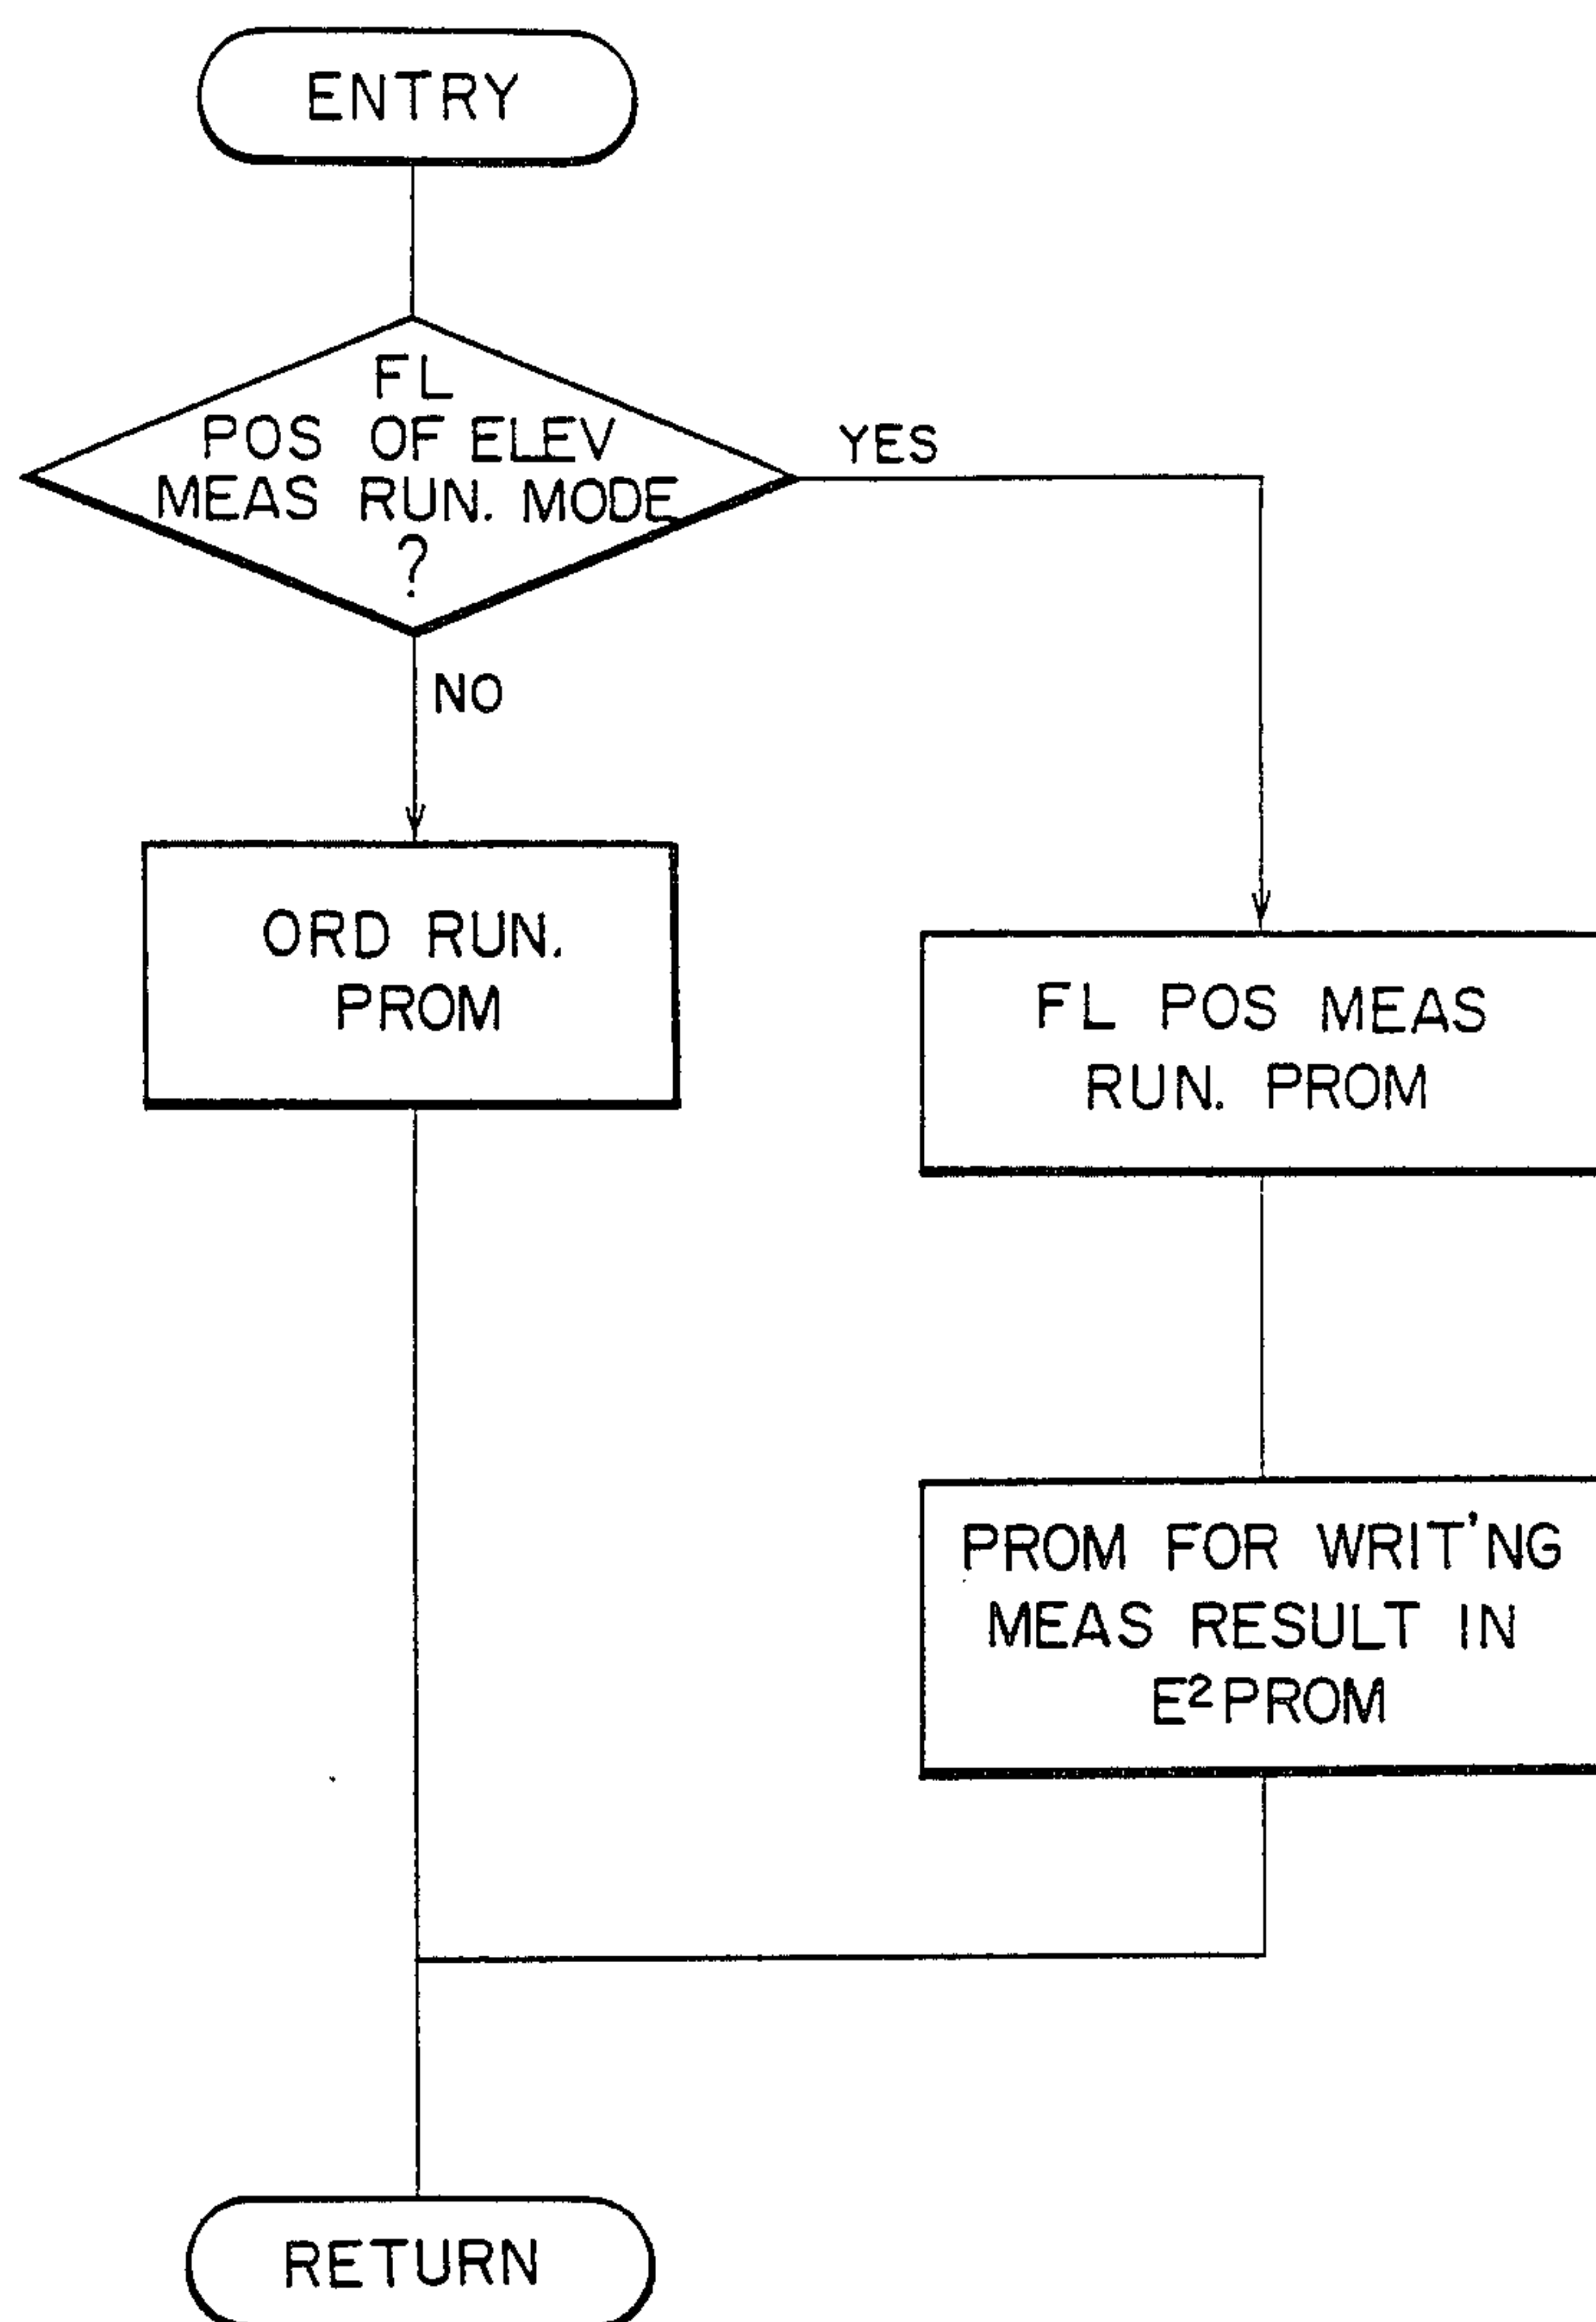 ENTRY
FL
POS OF ELEV
MEAS RUN. MODE
?
YES
NO
ORD RUN.
PROM
FL POS MEAS
RUN. PROM
PROM FOR WRIT'NG
MEAS RESULT IN
E²PROM
RETURN